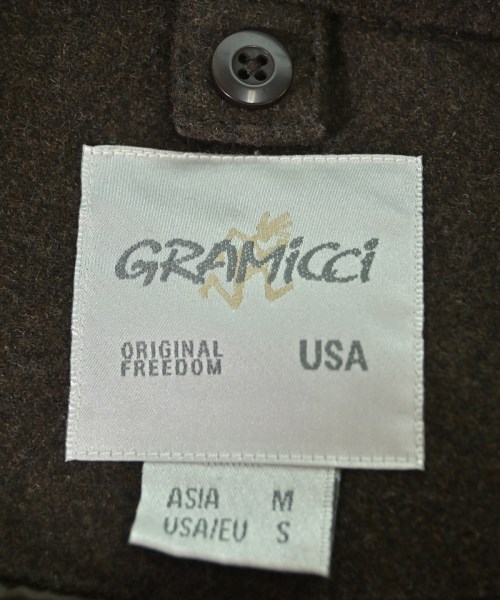 GRAMiCCi
ORIGINAL
FREEDOM
USA
ASIA M
USA/EU S